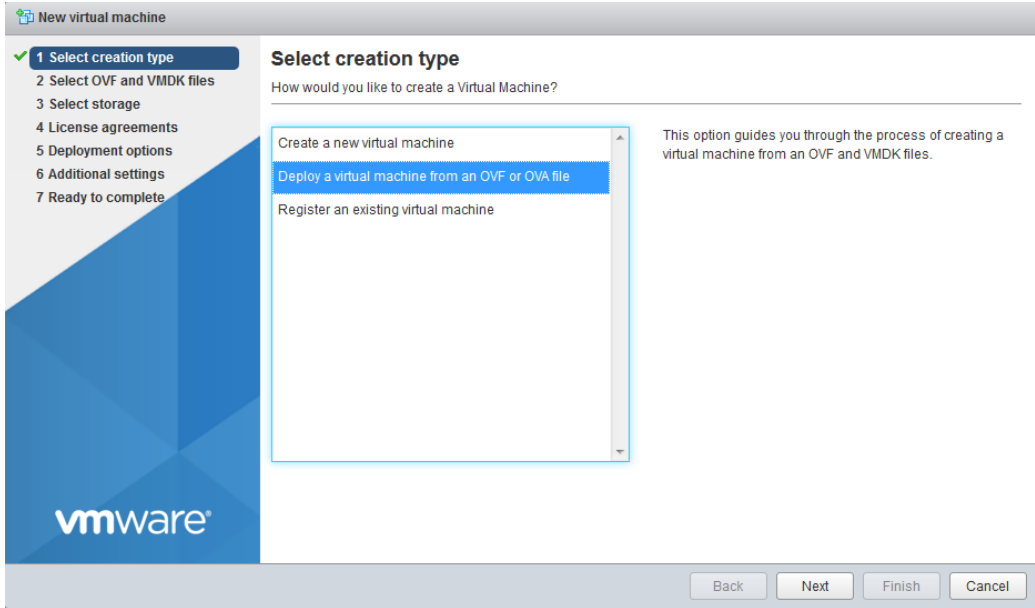 New virtual machine
1 Select creation type
2 Select OVF and VMDK files
3 Select storage
4 License agreements
5 Deployment options
6 Additional settings
7 Ready to complete
Select creation type
How would you like to create a Virtual Machine?
Create a new virtual machine
Deploy a virtual machine from an OVF or OVA file
Register an existing virtual machine
This option guides you through the process of creating a
virtual machine from an OVF and VMDK files.
vmware®
Back Next Finish Cancel